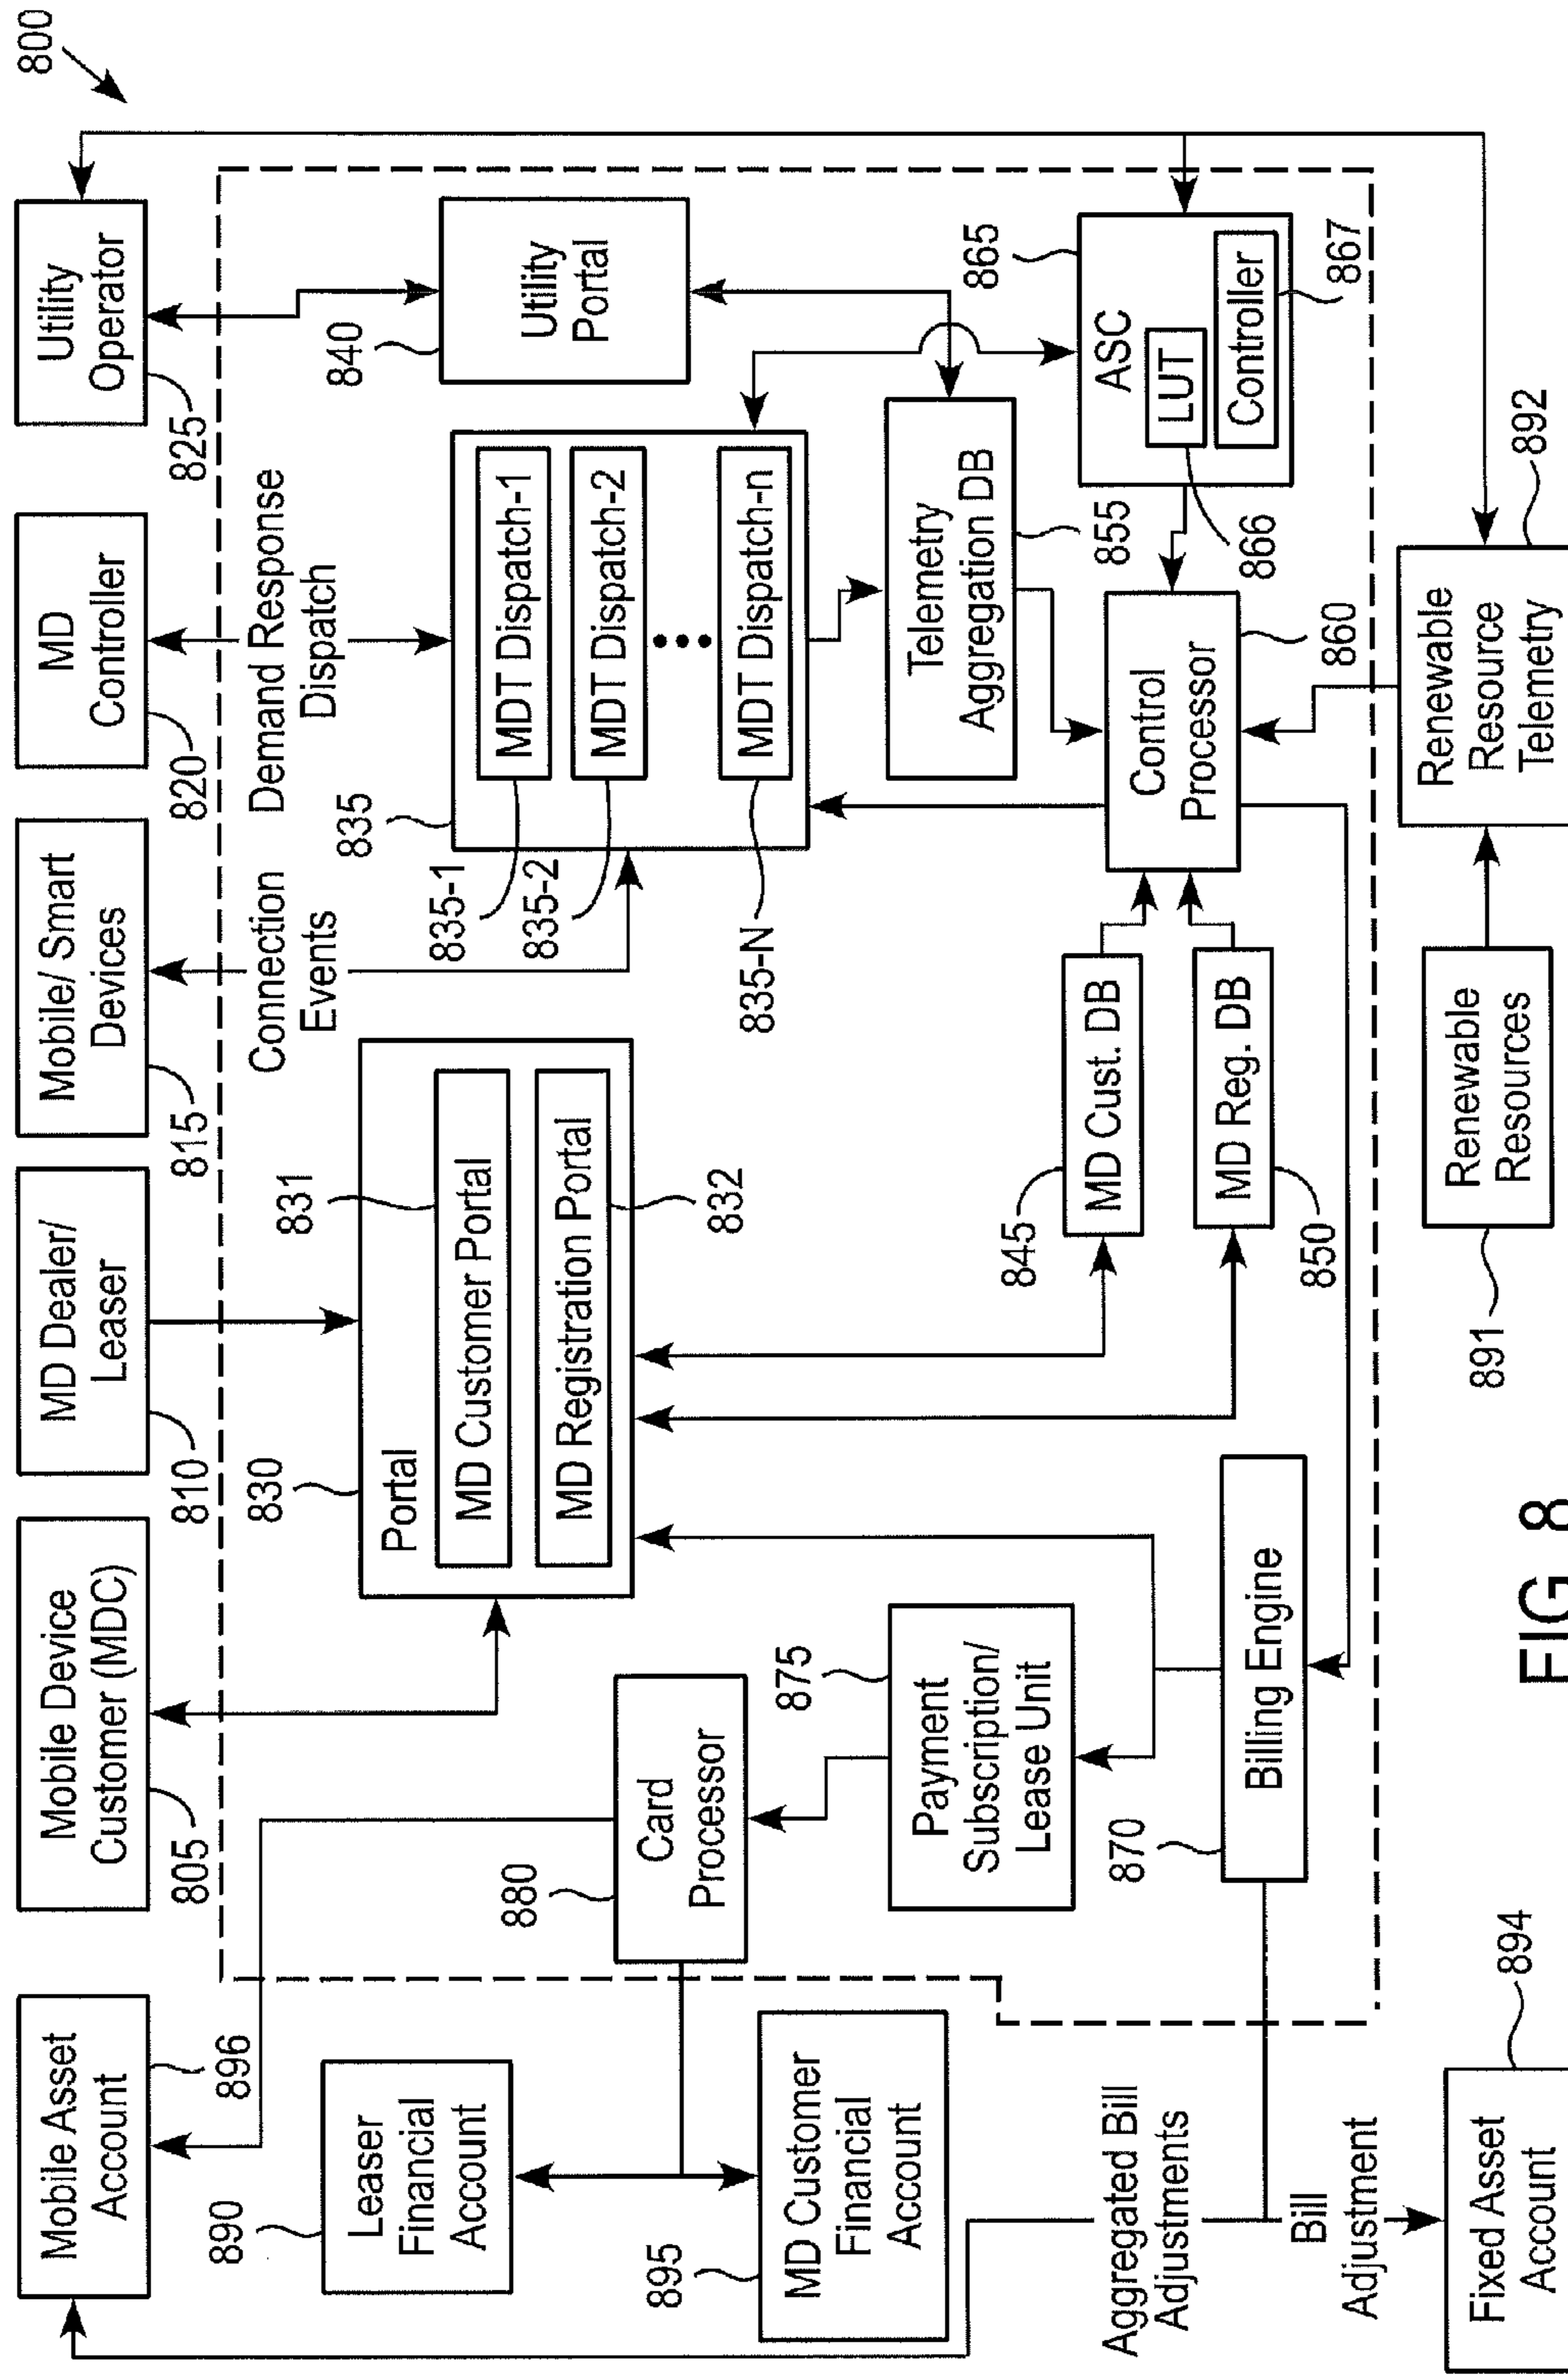 800
Mobile Asset
Account
896
Mobile Device
Customer (MDC)
805
MD Dealer/
Leaser
810
Mobile/ Smart
Devices
815
MD
Controller
820
Utility
Operator
825
Leaser
Financial
Account
890
MD Customer
Financial
Account
895
Card
Processor
880
Payment
Subscription/
Lease Unit
875
Billing Engine
870
Aggregated Bill
Adjustments
Bill
Adjustment
Fixed Asset
Account
894
830
Portal
MD Customer Portal
831
MD Registration Portal
832
Connection
Events
Demand Response
Dispatch
835
MDT Dispatch-1
835-1
MDT Dispatch-2
835-2
•••
MDT Dispatch-n
835-N
840
Utility
Portal
845
MD Cust. DB
MD Reg. DB
850
Telemetry
Aggregation DB
855
Control
Processor
860
865
ASC
LUT
866
Controller
867
Renewable
Resources
891
Renewable
Resource
Telemetry
892
FIG. 8